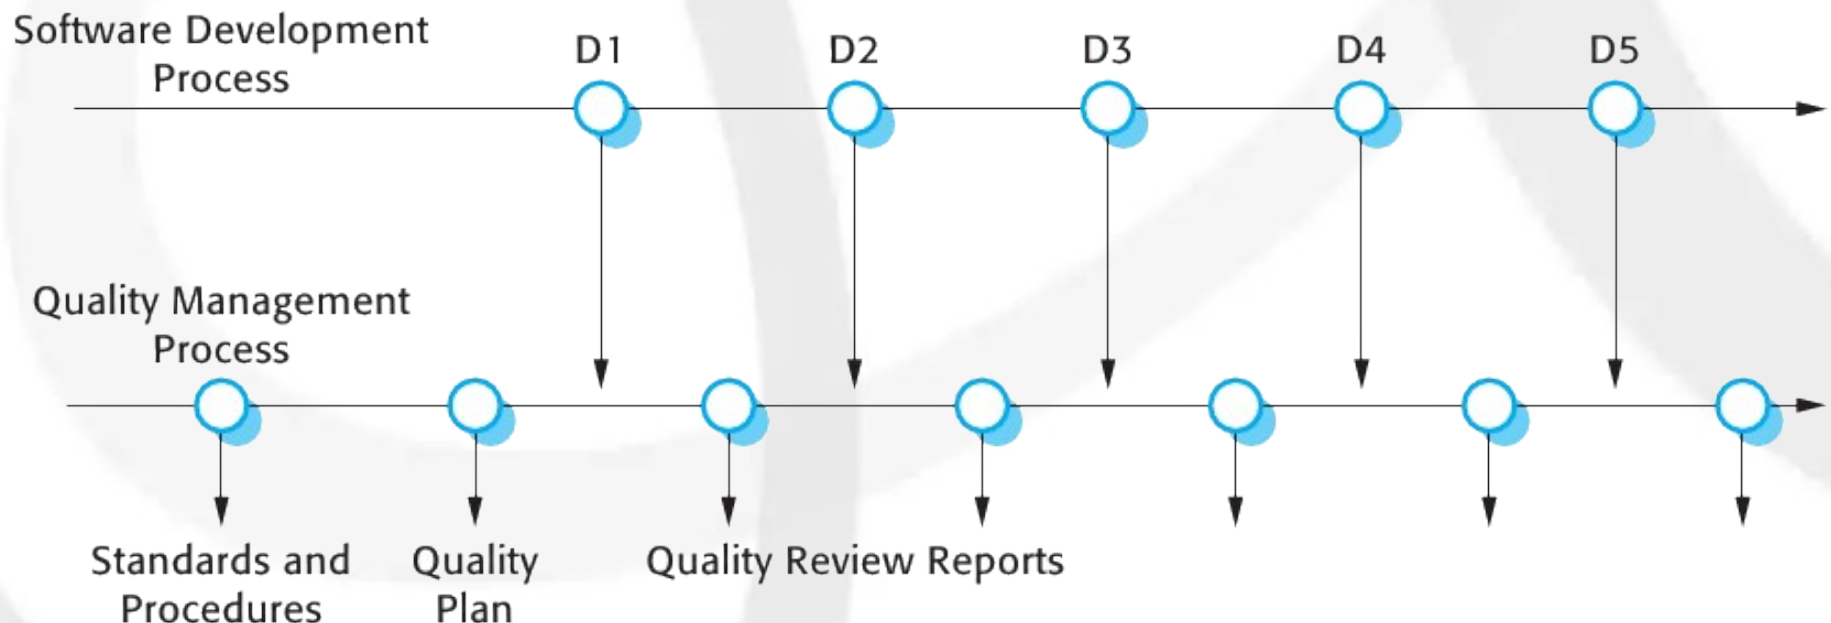 Software Development
Process
D1
D2
D3
D4
D5
Quality Management
Process
Standards and
Procedures
Quality
Plan
Quality Review Reports